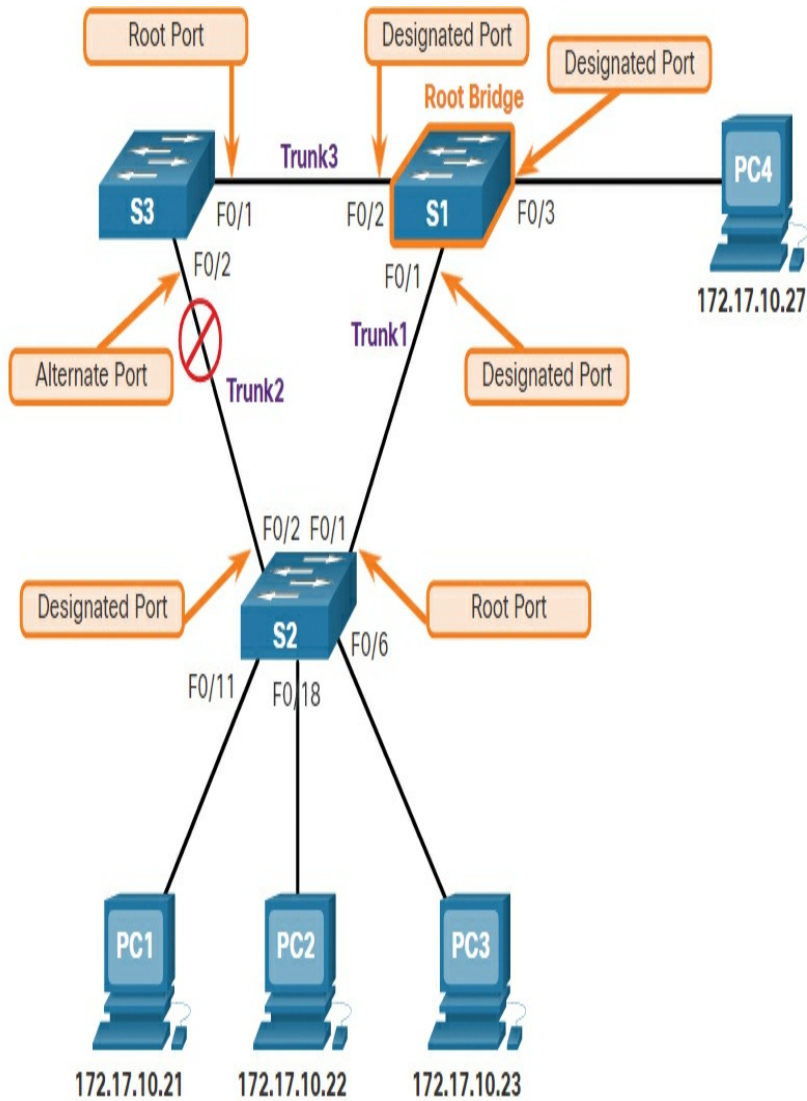 Root Port
Designated Port
Designated Port
Root Bridge
Trunk3
PC4
S3
F0/1
F0/2
S1
F0/3
F0/2
F0/1
172.17.10.27
Trunk1
Alternate Port
Designated Port
Trunk2
F0/2 F0/1
Designated Port
Root Port
S2
F0/6
F0/11
F0/18
PC1
PC2
PC3
172.17.10.21
172.17.10.22
172.17.10.23